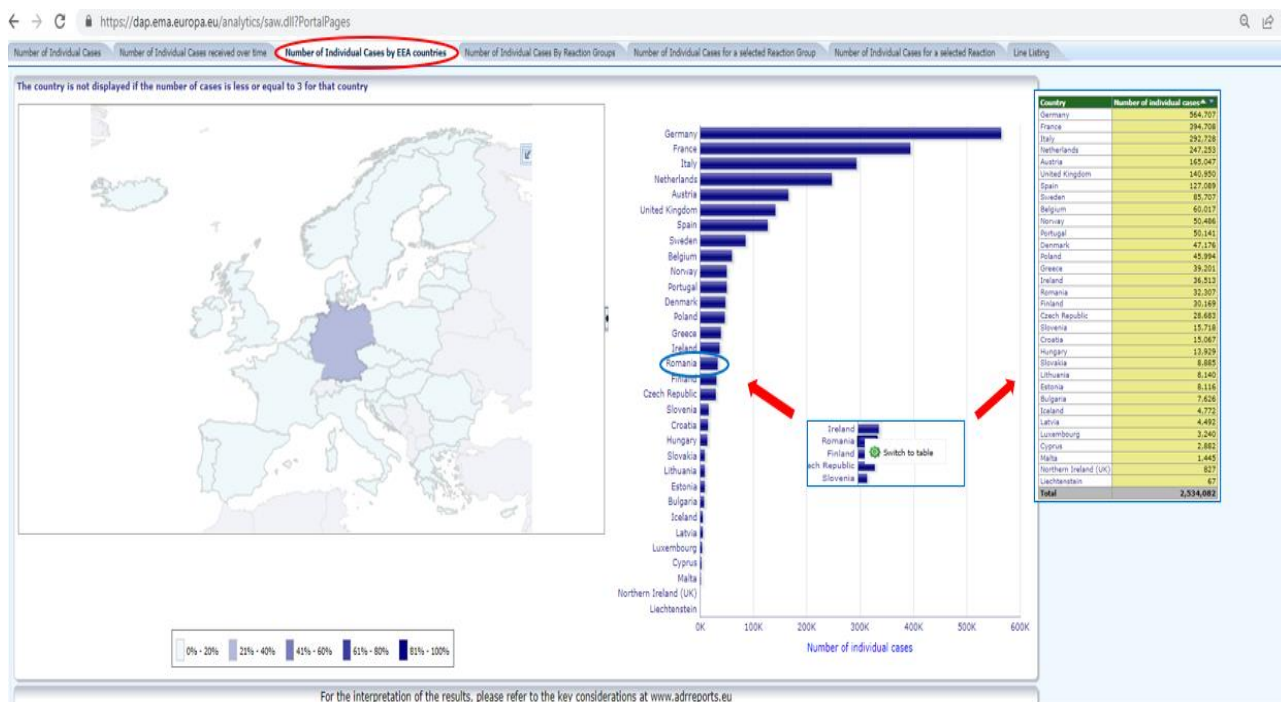 https://dap.ema.europa.eu/analytics/saw.dll?PortalPages
Number of Individual Cases
Number of Individual Cases received over time
Number of Individual Cases by EEA countries
Number of Individual Cases By Reaction Groups
Number of Individual Cases for a selected Reaction Group
Number of Individual Cases for a selected Reaction
Line Listing
The country is not displayed if the number of cases is less or equal to 3 for that country
Germany
France
Italy
Netherlands
Austria
United Kingdom
Spain
Sweden
Belgium
Norway
Portugal
Denmark
Poland
Greece
Ireland
Romania
Finland
Czech Republic
Slovenia
Croatia
Hungary
Slovakia
Lithuania
Estonia
Bulgaria
Iceland
Latvia
Luxembourg
Cyprus
Malta
Northern Ireland (UK)
Liechtenstein
0K 100K 200K 300K 400K 500K 600K
Number of individual cases
Ireland
Romania
Finland
ech Republic
Slovenia
Switch to table
Country Number of individual cases
Germany 564,707
France 394,708
Italy 292,728
Netherlands 247,253
Austria 165,047
United Kingdom 140,950
Spain 127,089
Sweden 85,707
Belgium 60,017
Norway 50,486
Portugal 50,141
Denmark 47,176
Poland 45,994
Greece 39,201
Ireland 36,513
Romania 32,307
Finland 30,169
Czech Republic 28,683
Slovenia 15,718
Croatia 15,067
Hungary 13,929
Slovakia 8,885
Lithuania 8,140
Estonia 8,116
Bulgaria 7,626
Iceland 4,772
Latvia 4,492
Luxembourg 3,240
Cyprus 2,882
Malta 1,445
Northern Ireland (UK) 827
Liechtenstein 67
Total 2,534,082
0% - 20% 21% - 40% 41% - 60% 61% - 80% 81% - 100%
For the interpretation of the results, please refer to the key considerations at www.adrreports.eu